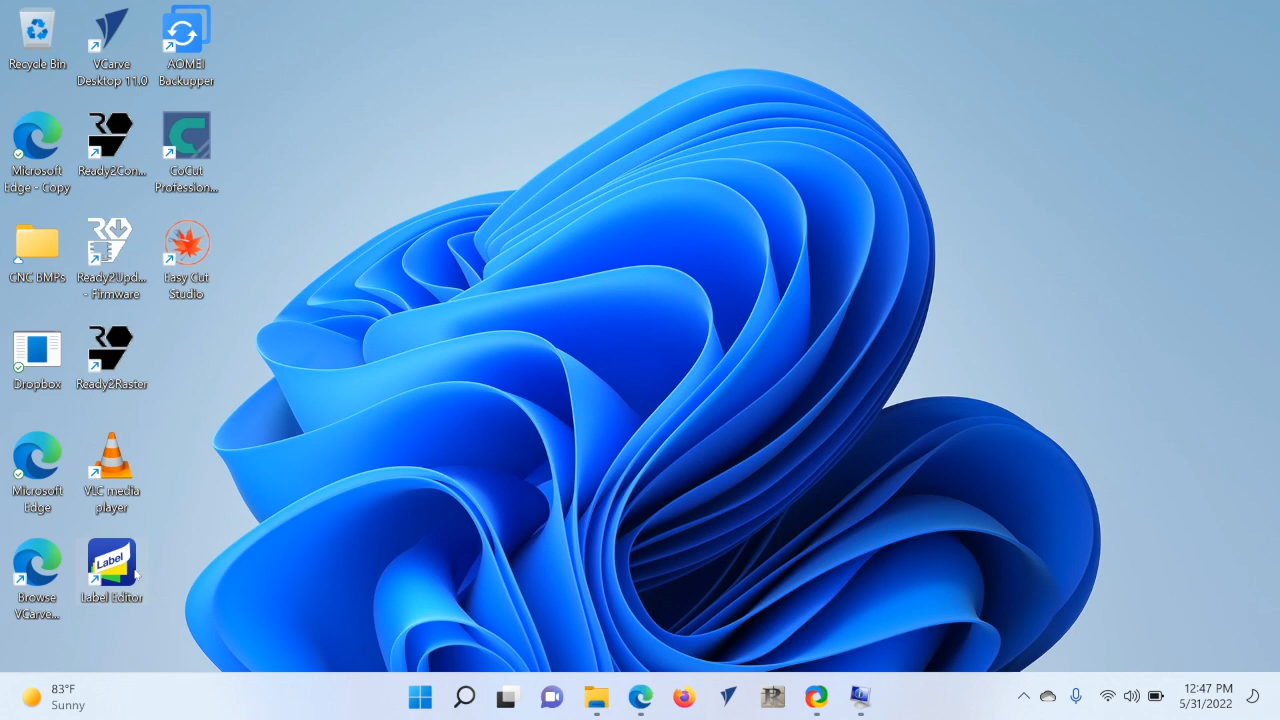 Recycle Bin
VCarve
Desktop 11.0
AOMEI
Backupper
Microsoft
Edge - Copy
Ready2Con...
CoCut
Profession...
CNC BMPs
Ready2Upd...
- Firmware
Easy Cut
Studio
Dropbox
Ready2Raster
Microsoft
Edge
VLC media
player
Browse
VCarve...
Label
Label Editor
83°F
Sunny
12:47 PM
5/31/2022